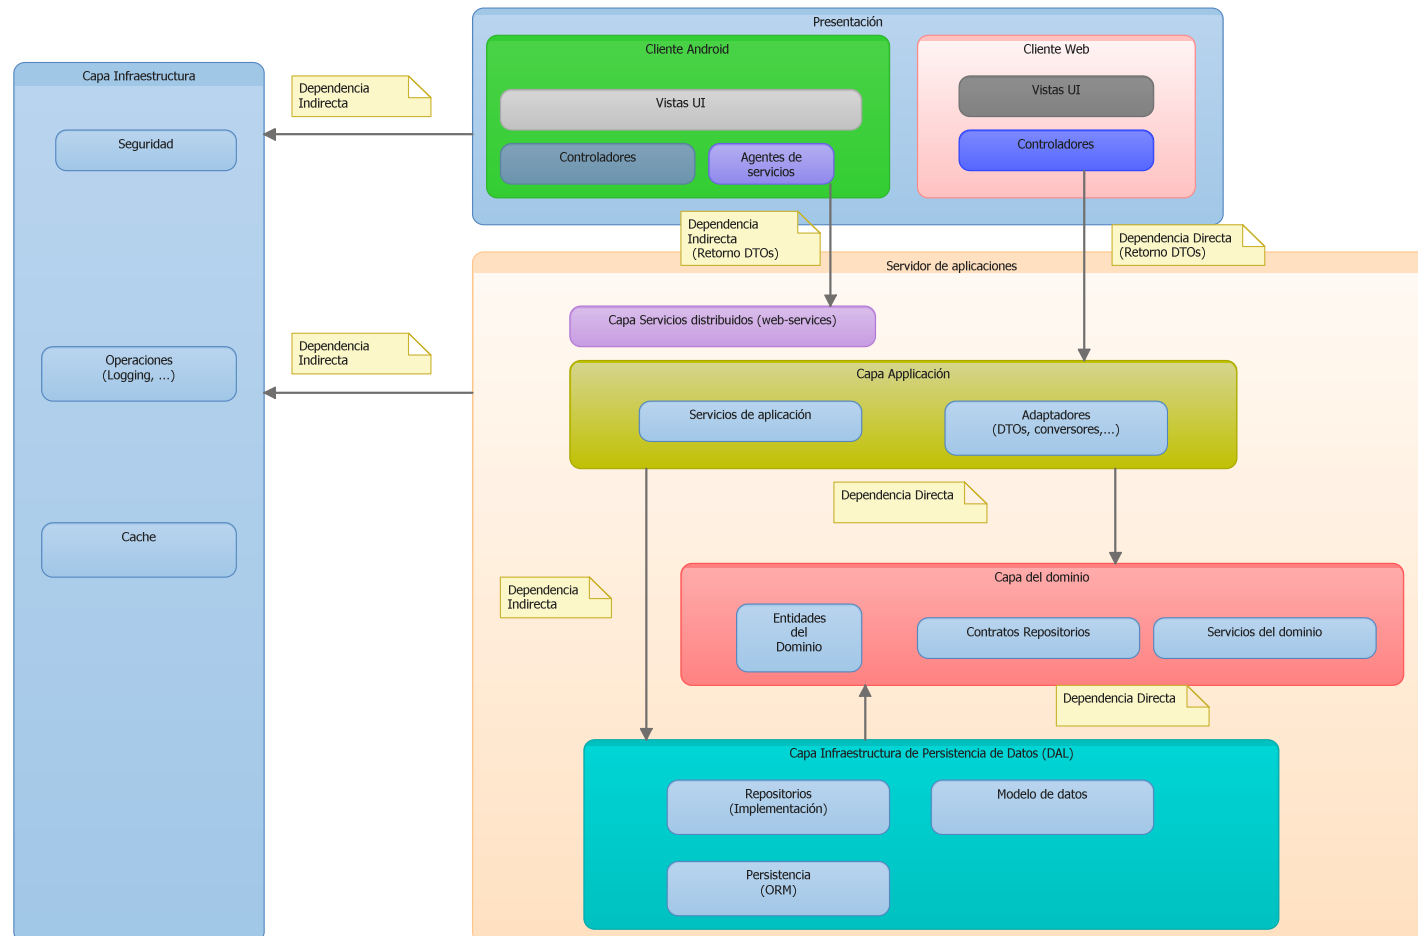 Presentación
Cliente Android
Cliente Web
Capa Infraestructura
Dependencia
Indirecta
Vistas UI
Vistas UI
Seguridad
Controladores
Agentes de
servicios
Controladores
Dependencia
Indirecta
(Retorno DTOs)
Dependencia Directa
(Retorno DTOs)
Servidor de aplicaciones
Capa Servicios distribuidos (web-services)
Dependencia
Indirecta
Operaciones
(Logging, ...)
Capa Applicación
Servicios de aplicación
Adaptadores
(DTOs, conversores,...)
Dependencia Directa
Cache
Dependencia
Indirecta
Capa del dominio
Entidades
del
Dominio
Contratos Repositorios
Servicios del dominio
Dependencia Directa
Capa Infraestructura de Persistencia de Datos (DAL)
Repositorios
(Implementación)
Modelo de datos
Persistencia
(ORM)